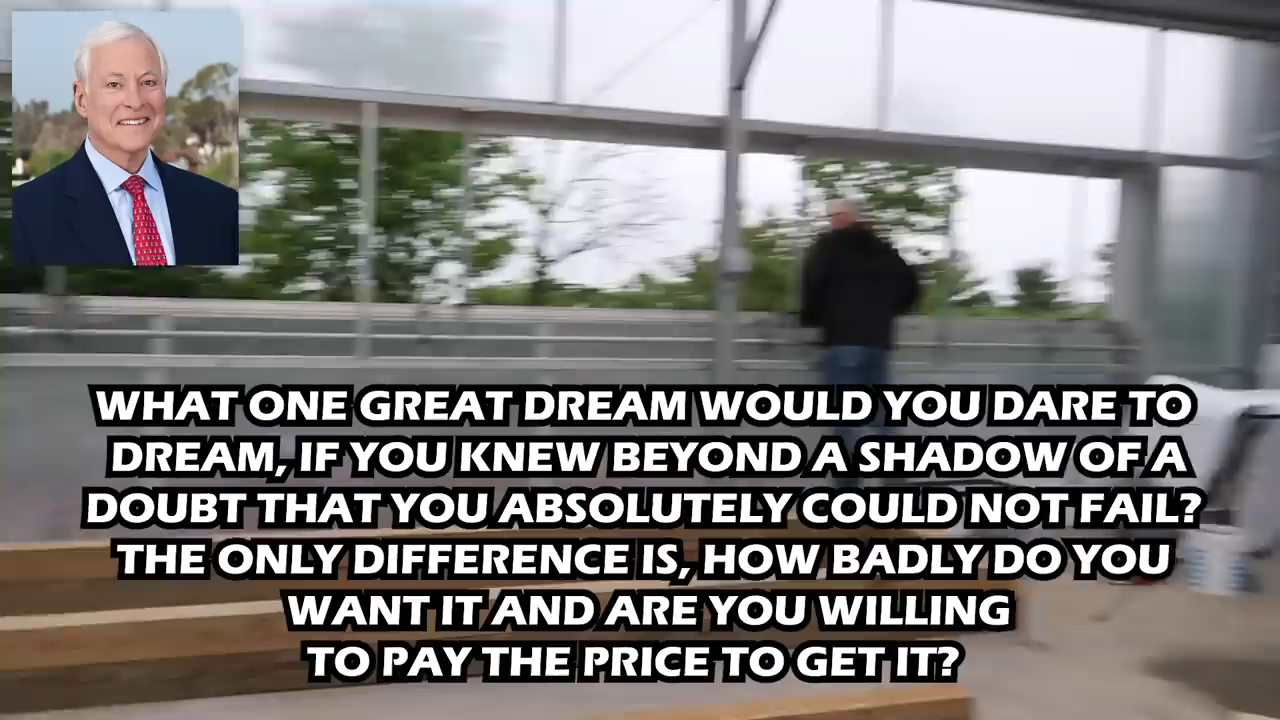 WHAT ONE GREAT DREAM WOULD YOU DARE TO
DREAM, IF YOU KNEW BEYOND A SHADOW OF A
DOUBT THAT YOU ABSOLUTELY COULD NOT FAIL?
THE ONLY DIFFERENCE IS, HOW BADLY DO YOU
WANT IT AND ARE YOU WILLING
TO PAY THE PRICE TO GET IT?